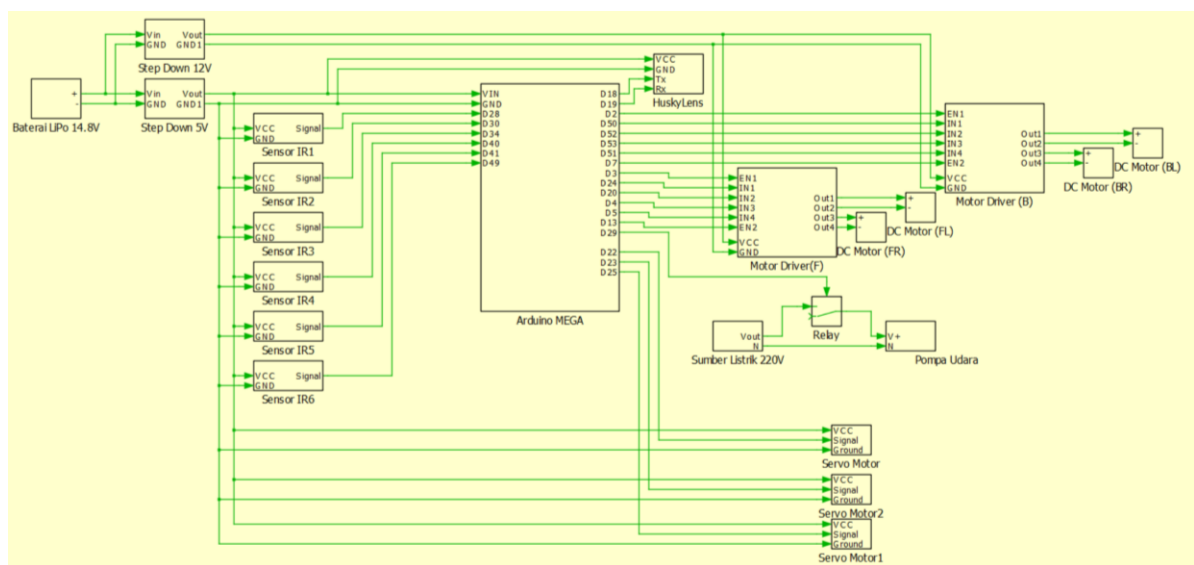 Vin Vout
GND GND1
Step Down 12V
+
-
Baterai LiPo 14.8V
Vin Vout
GND GND1
Step Down 5V
VCC Signal
GND
Sensor IR1
VCC Signal
GND
Sensor IR2
VCC Signal
GND
Sensor IR3
VCC Signal
GND
Sensor IR4
VCC Signal
GND
Sensor IR5
VCC Signal
GND
Sensor IR6
VIN D18
GND D19
D28 D2
D30 D50
D34 D52
D40 D53
D41 D51
D49 D7
D3
D24
D20
D4
D5
D13
D29
D22
D23
D25
Arduino MEGA
VCC
GND
Tx
Rx
HuskyLens
EN1
IN1
IN2 Out1
IN3 Out2
IN4 Out3
EN2 Out4
VCC
GND
Motor Driver (B)
+
-
DC Motor (BL)
+
-
DC Motor (BR)
EN1
IN1
IN2 Out1
IN3 Out2
IN4 Out3
EN2 Out4
VCC
GND
Motor Driver(F)
+
-
DC Motor (FL)
+
-
DC Motor (FR)
Relay
Vout
N
Sumber Listrik 220V
V+
N
Pompa Udara
VCC
Signal
Ground
Servo Motor
VCC
Signal
Ground
Servo Motor2
VCC
Signal
Ground
Servo Motor1